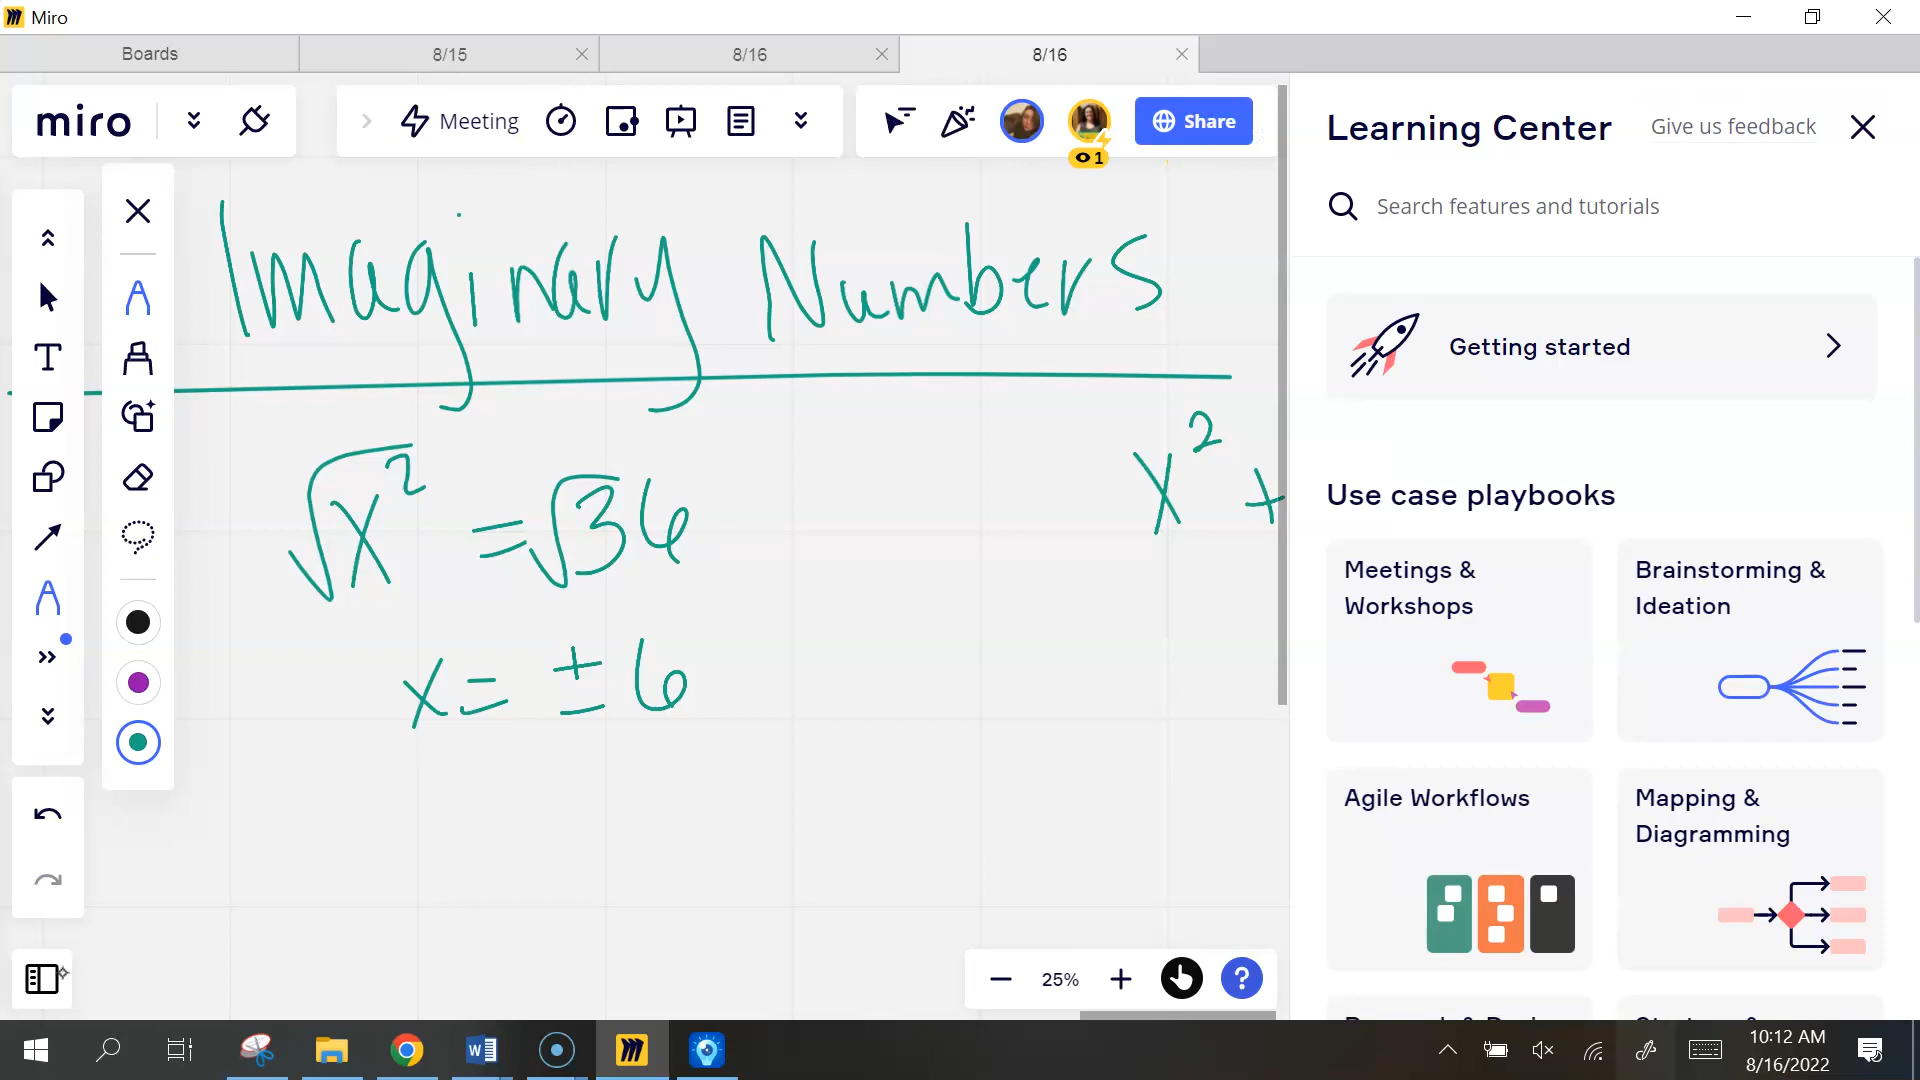 Miro
Boards
8/15
8/16
8/16
miro
Meeting
1
Share
Learning Center
Give us feedback
Search features and tutorials
Getting started
Use case playbooks
Meetings &
Workshops
Brainstorming &
Ideation
Agile Workflows
Mapping &
Diagramming
Imaginary Numbers
√x² = √36
x² +
x = ± 6
25%
10:12 AM
8/16/2022